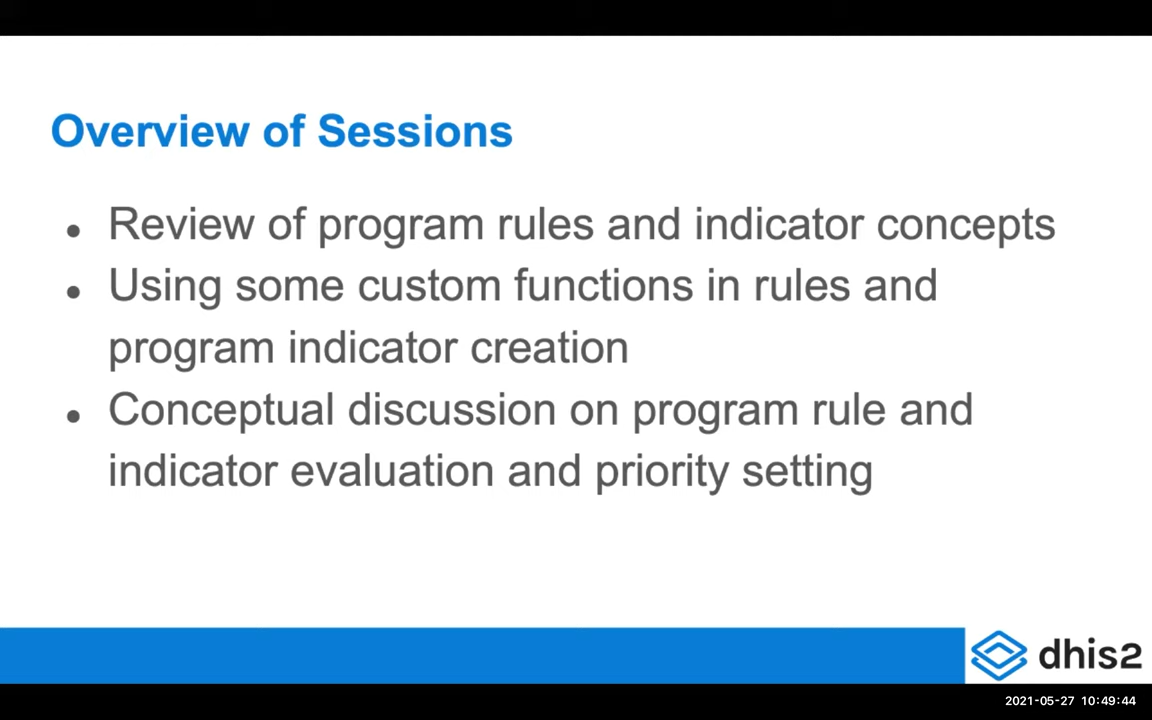 Overview of Sessions
• Review of program rules and indicator concepts
• Using some custom functions in rules and
program indicator creation
• Conceptual discussion on program rule and
indicator evaluation and priority setting
dhis2
2021-05-27 10:49:44